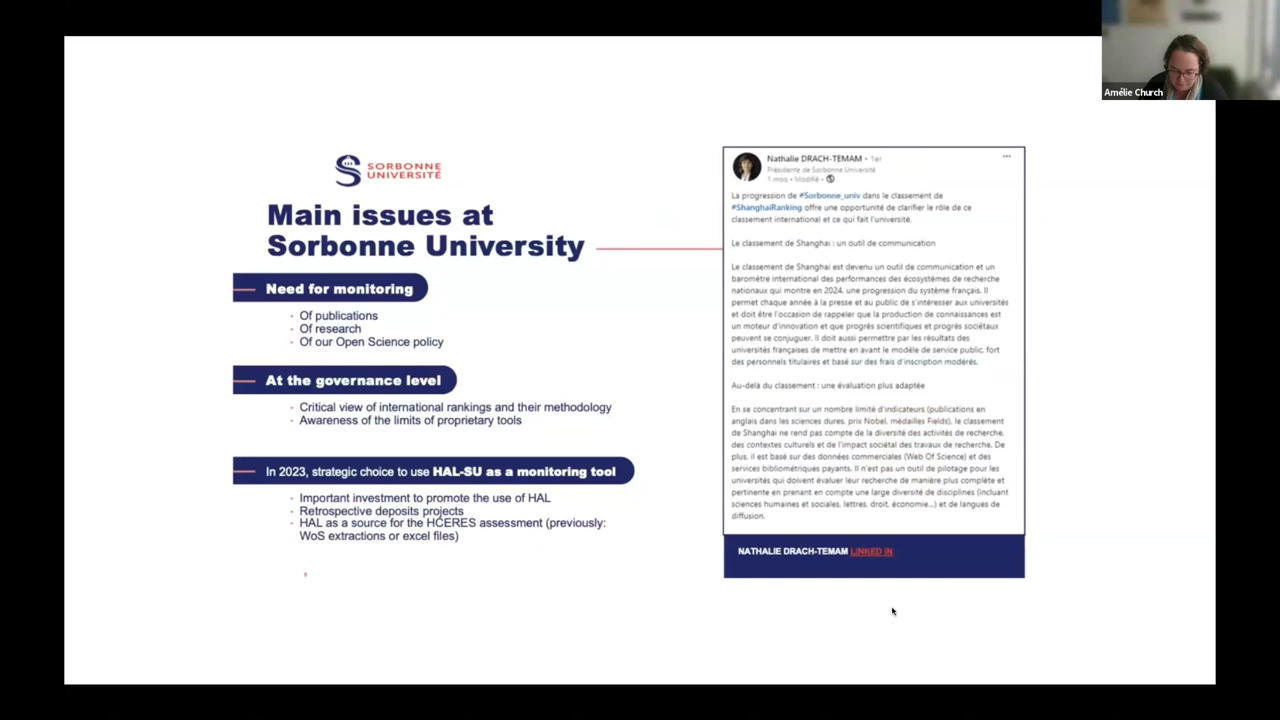 Amélie Church
SORBONNE
UNIVERSITÉ
Main issues at
Sorbonne University
Need for monitoring
• Of publications
• Of research
• Of our Open Science policy
At the governance level
• Critical view of international rankings and their methodology
• Awareness of the limits of proprietary tools
In 2023, strategic choice to use HAL-SU as a monitoring tool
• Important investment to promote the use of HAL
• Retrospective deposits projects
• HAL as a source for the HCERES assessment (previously:
WoS extractions or excel files)
Nathalie DRACH-TEMAM • 1er
Présidente de Sorbonne Université
1 mois • Modifié •
La progression de #Sorbonne_univ dans le classement de
#ShanghaiRanking offre une opportunité de clarifier le rôle de ce
classement international et ce qui fait l'université.
Le classement de Shanghai : un outil de communication
Le classement de Shanghai est devenu un outil de communication et un
baromètre international des performances des écosystèmes de recherche
nationaux qui montre en 2024, une progression du système français. Il
permet chaque année à la presse et au public de s'intéresser aux universités
et doit être l'occasion de rappeler que la production de connaissances est
un moteur d'innovation et que progrès scientifiques et progrès sociétaux
peuvent se conjuguer. Il doit aussi permettre par les résultats des
universités françaises de mettre en avant le modèle de service public, fort
des personnels titulaires et basé sur des frais d'inscription modérés.
Au-delà du classement : une évaluation plus adaptée
En se concentrant sur un nombre limité d'indicateurs (publications en
anglais dans les sciences dures, prix Nobel, médailles Fields), le classement
de Shanghai ne rend pas compte de la diversité des activités de recherche,
des contextes culturels et de l'impact sociétal des travaux de recherche. De
plus, il est basé sur des données commerciales (Web Of Science) et des
services bibliométriques payants. Il n'est pas un outil de pilotage pour les
universités qui doivent évaluer leur recherche de manière plus complète et
pertinente en prenant en compte une large diversité de disciplines (incluant
sciences humaines et sociales, lettres, droit, économie...) et de langues de
diffusion.
NATHALIE DRACH-TEMAM LINKED IN